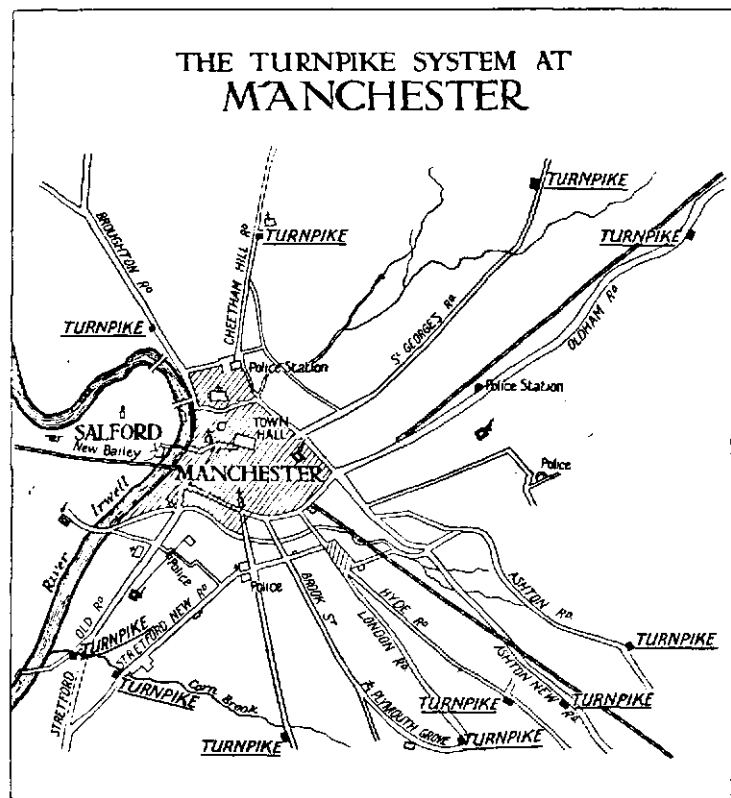 THE TURNPIKE SYSTEM AT
MANCHESTER
TURNPIKE
TURNPIKE
TURNPIKE
BROUGHTON RD
CHEETHAM HILL RD
ST GEORGES RD
OLDHAM RD
TURNPIKE
Police Station
Police Station
SALFORD
New Bailey
TOWN
HALL
MANCHESTER
Police
River Irwell
Police
Police
OLD RD
STRETFORD
STRETFORD NEW RD
BROOK ST
HYDE RD
LONDON RD
ASHTON RD
ASHTON NEW RD
TURNPIKE
TURNPIKE
TURNPIKE
Corn Brook
PLYMOUTH GROVE
TURNPIKE
TURNPIKE
TURNPIKE
TURNPIKE